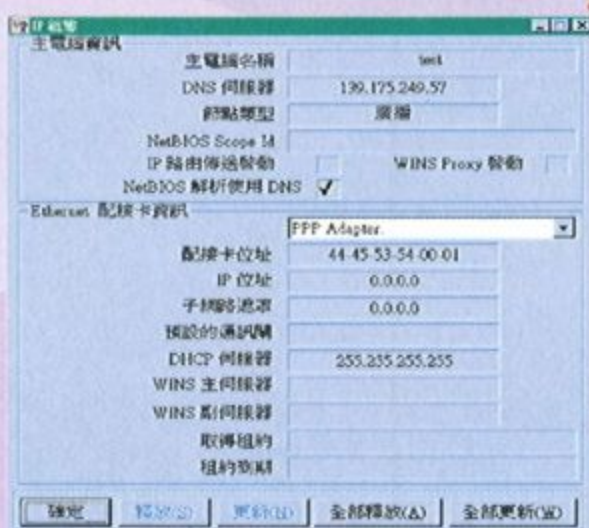 IP 組態
主電腦資訊
主電腦名稱 test
DNS 伺服器 139.175.249.57
節點類型 廣播
NetBIOS Scope Id
IP 路由傳送啟動 WINS Proxy 啟動
NetBIOS 解析使用 DNS
Ethernet 配接卡資訊
PPP Adapter.
配接卡位址 44-45-53-54-00-01
IP 位址 0.0.0.0
子網路遮罩 0.0.0.0
預設的通訊閘
DHCP 伺服器 255.255.255.255
WINS 主伺服器
WINS 副伺服器
取得租約
租約到期
確定 釋放(S) 更新(N) 全部釋放(A) 全部更新(W)